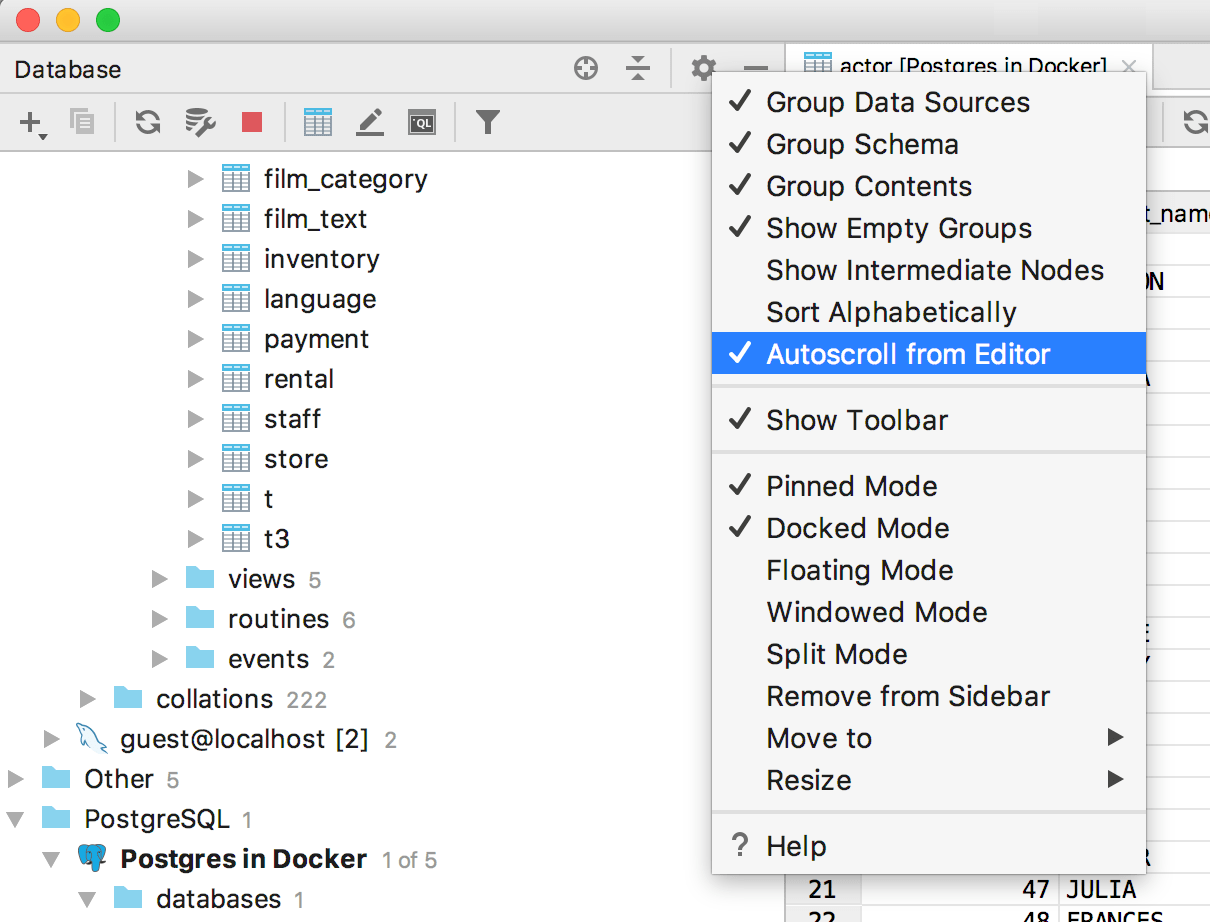 Database
actor [Postgres in Docker]
QL
film_category
film_text
inventory
language
payment
rental
staff
store
t
t3
views 5
routines 6
events 2
collations 222
guest@localhost [2] 2
Other 5
PostgreSQL 1
Postgres in Docker 1 of 5
databases 1
Group Data Sources
Group Schema
Group Contents
Show Empty Groups
Show Intermediate Nodes
Sort Alphabetically
Autoscroll from Editor
Show Toolbar
Pinned Mode
Docked Mode
Floating Mode
Windowed Mode
Split Mode
Remove from Sidebar
Move to
Resize
? Help
t_name
ON
21 47 JULIA
22 48 FRANCES